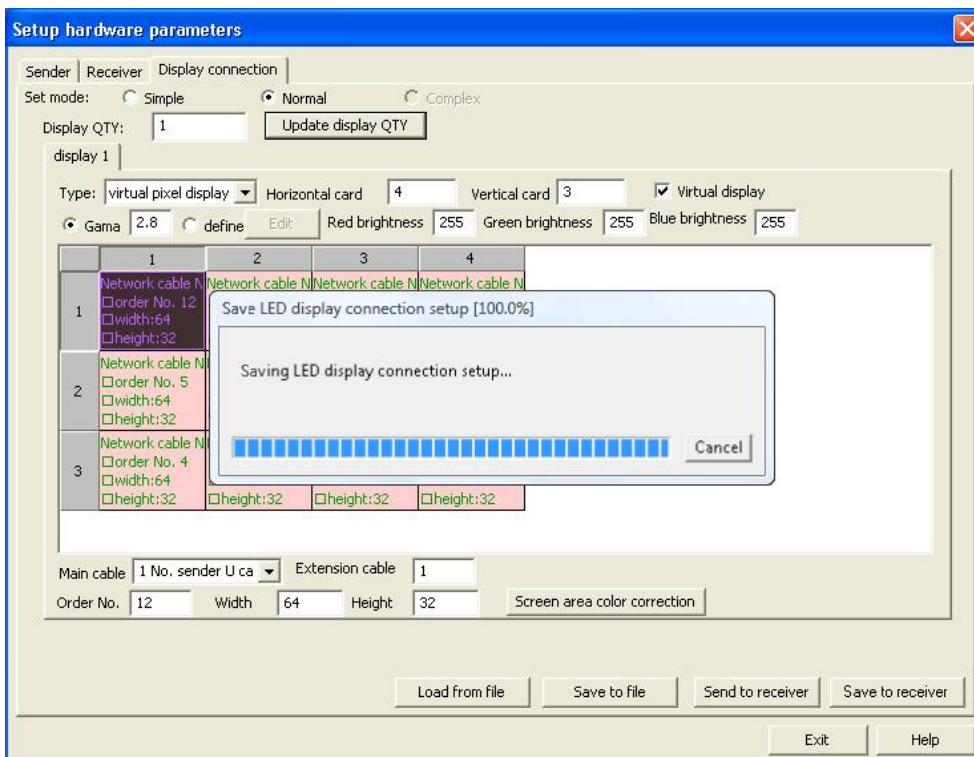 Setup hardware parameters
Sender Receiver Display connection
Set mode: Simple Normal Complex
Display QTY: 1 Update display QTY
display 1
Type: virtual pixel display Horizontal card 4 Vertical card 3 Virtual display
Gama 2.8 define Edit Red brightness 255 Green brightness 255 Blue brightness 255
1 2 3 4
Network cable N Network cable N Network cable N Network cable N
1 order No. 12
width:64
height:32
Save LED display connection setup [100.0%]
Saving LED display connection setup...
Cancel
Network cable N
2 order No. 5
width:64
height:32
Network cable N
3 order No. 4
width:64
height:32 height:32 height:32 height:32
Main cable 1 No. sender U ca Extension cable 1
Order No. 12 Width 64 Height 32 Screen area color correction
Load from file Save to file Send to receiver Save to receiver
Exit Help